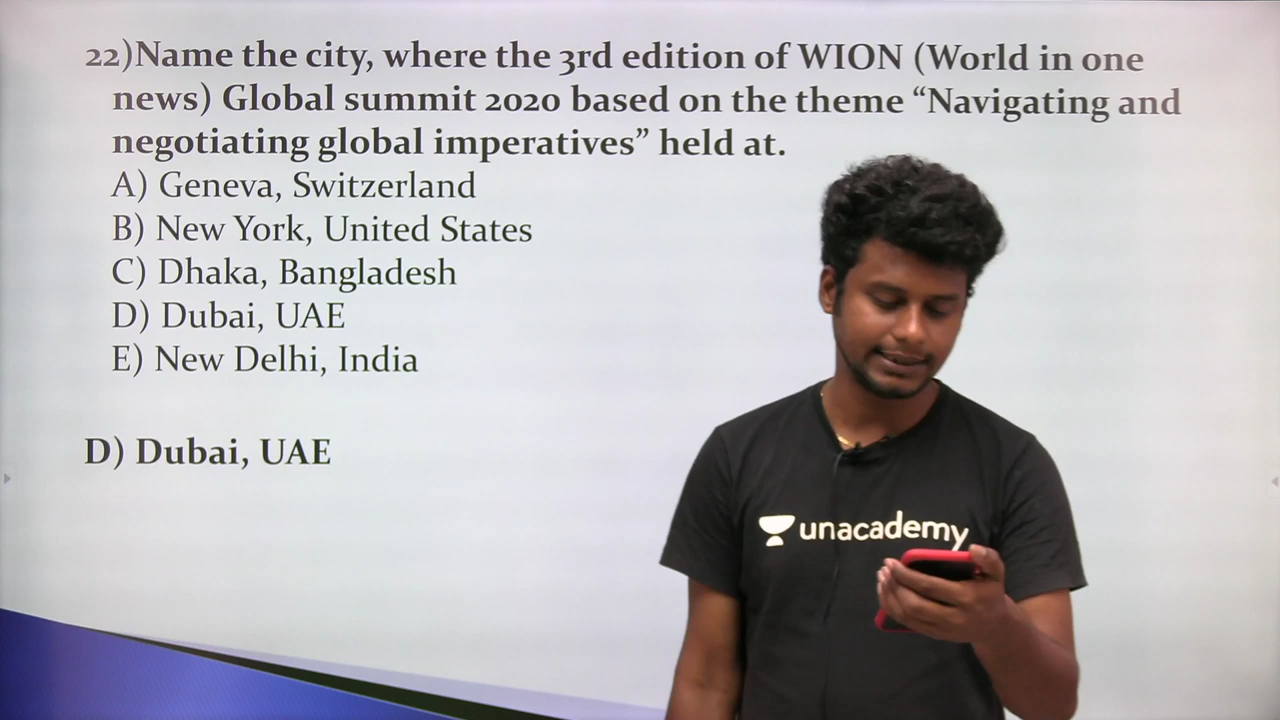 22)Name the city, where the 3rd edition of WION (World in one
news) Global summit 2020 based on the theme “Navigating and
negotiating global imperatives” held at.
A) Geneva, Switzerland
B) New York, United States
C) Dhaka, Bangladesh
D) Dubai, UAE
E) New Delhi, India
D) Dubai, UAE
unacademy